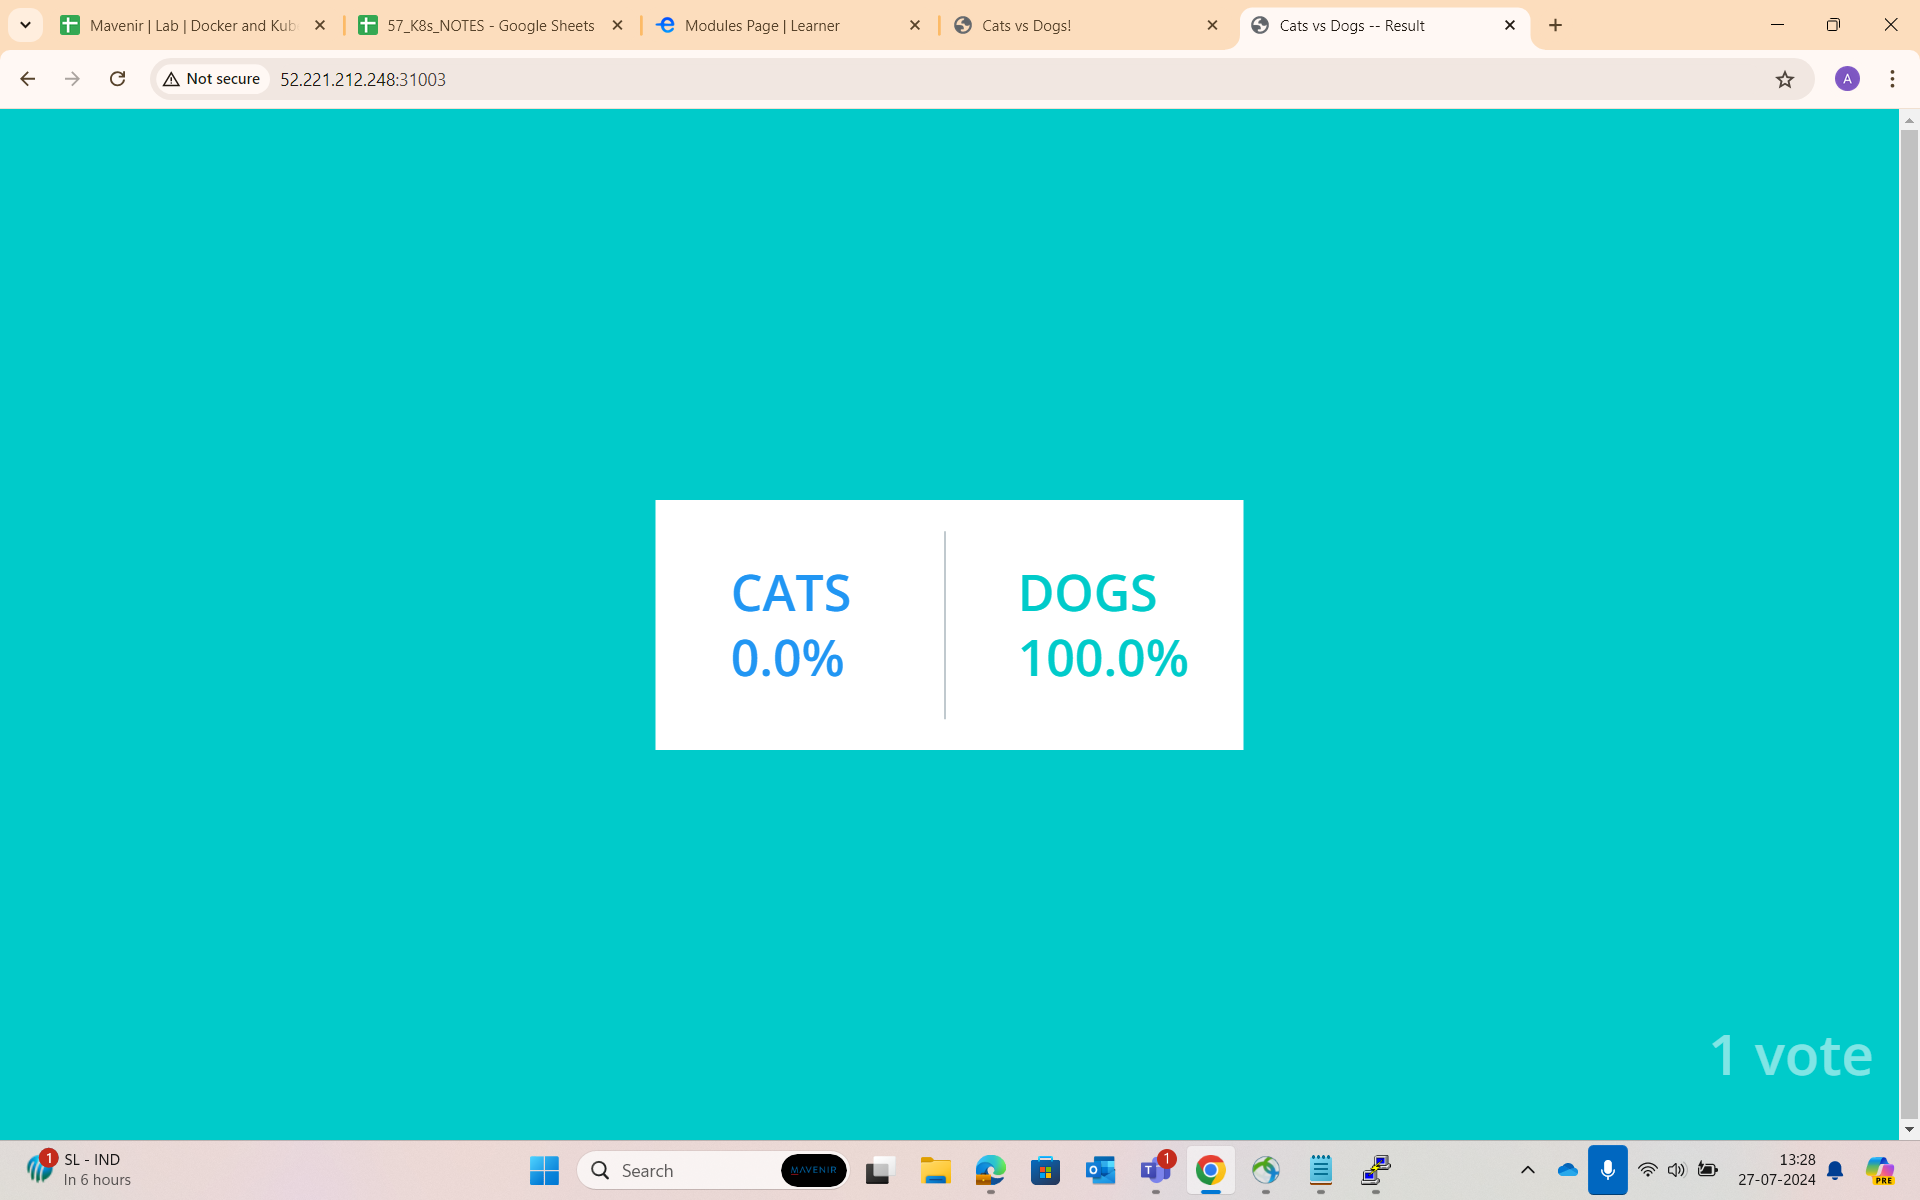 Mavenir | Lab | Docker and Kub
57_K8s_NOTES - Google Sheets
Modules Page | Learner
Cats vs Dogs!
Cats vs Dogs -- Result
Not secure
52.221.212.248:31003
A
CATS
0.0%
DOGS
100.0%
1 vote
1
SL - IND
In 6 hours
Search
MAVENIR
1
13:28
27-07-2024
PRE